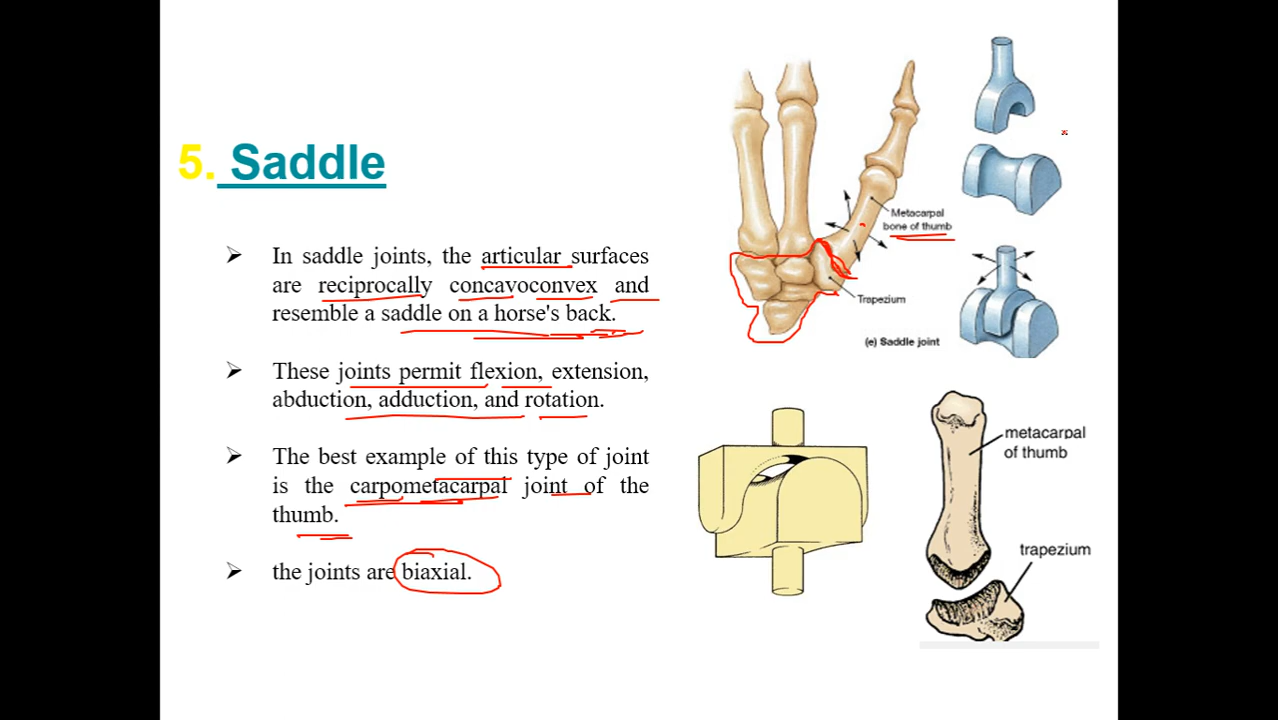 5. Saddle
➢ In saddle joints, the articular surfaces
are reciprocally concavoconvex and
resemble a saddle on a horse's back.
➢ These joints permit flexion, extension,
abduction, adduction, and rotation.
➢ The best example of this type of joint
is the carpometacarpal joint of the
thumb.
➢ the joints are biaxial.
Metacarpal
bone of thumb
Trapezium
(e) Saddle joint
metacarpal
of thumb
trapezium